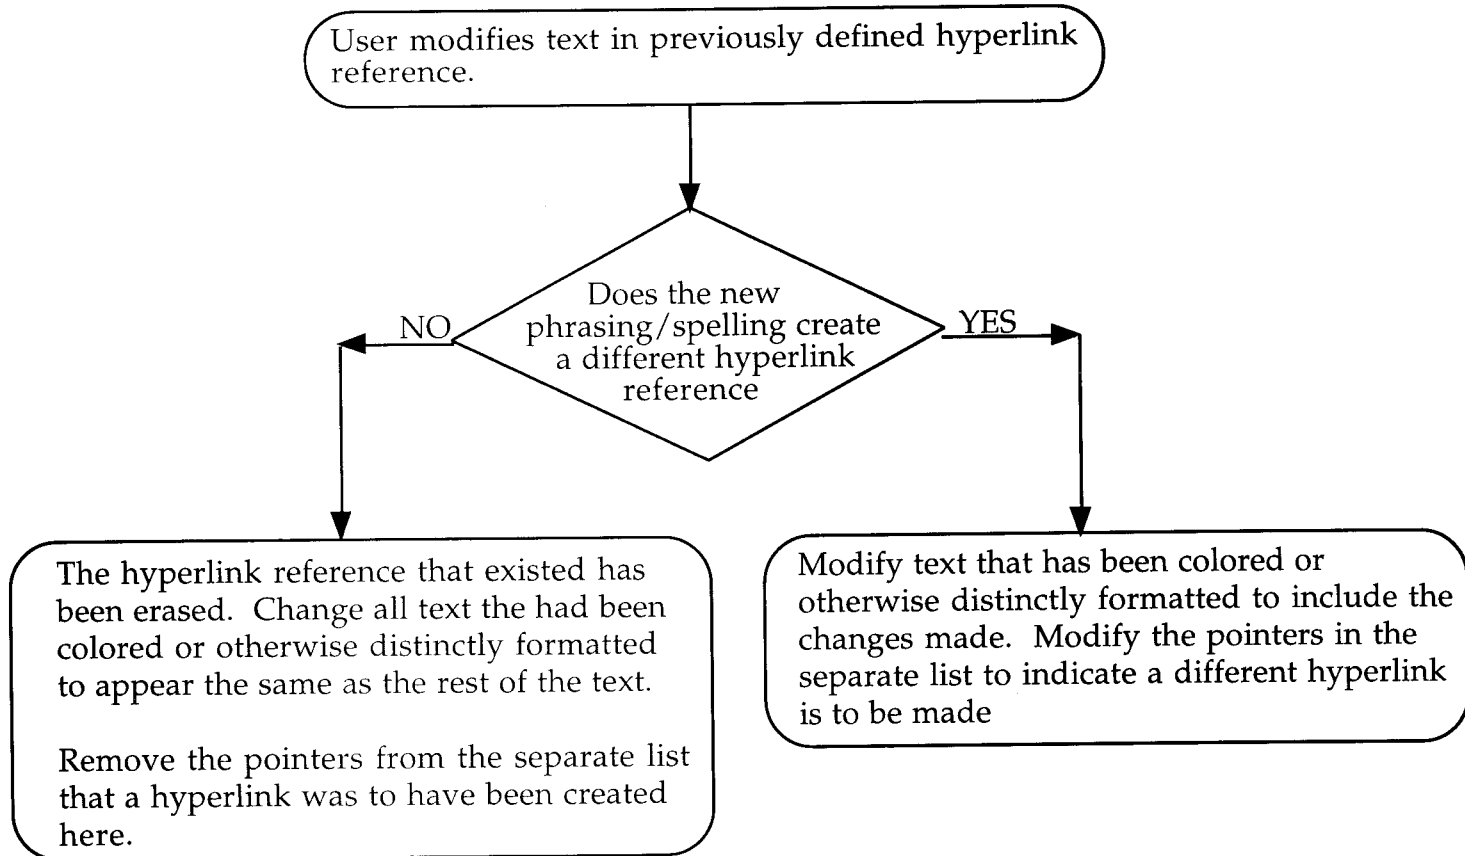 User modifies text in previously defined hyperlink
reference.
Does the new
phrasing/spelling create
a different hyperlink
reference
NO
YES
The hyperlink reference that existed has
been erased.  Change all text the had been
colored or otherwise distinctly formatted
to appear the same as the rest of the text.
Remove the pointers from the separate list
that a hyperlink was to have been created
here.
Modify text that has been colored or
otherwise distinctly formatted to include the
changes made.  Modify the pointers in the
separate list to indicate a different hyperlink
is to be made